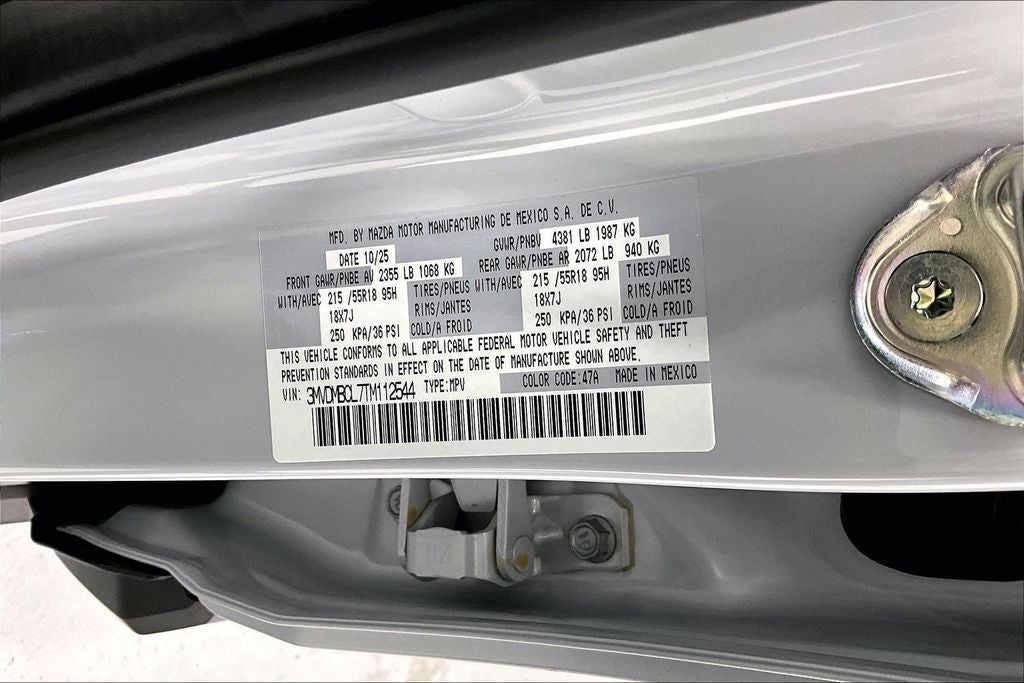 MFD. BY MAZDA MOTOR MANUFACTURING DE MEXICO S.A. DE C.V.
DATE 10/25 GVWR/PNBV 4381 LB 1987 KG
FRONT GAWR/PNBE AV 2355 LB 1068 KG REAR GAWR/PNBE AR 2072 LB 940 KG
WITH/AVEC 215 /55R18 95H TIRES/PNEUS WITH/AVEC 215 /55R18 95H TIRES/PNEUS
18X7J RIMS/JANTES 18X7J RIMS/JANTES
250 KPA/36 PSI COLD/A FROID 250 KPA/36 PSI COLD/A FROID
THIS VEHICLE CONFORMS TO ALL APPLICABLE FEDERAL MOTOR VEHICLE SAFETY AND THEFT
PREVENTION STANDARDS IN EFFECT ON THE DATE OF MANUFACTURE SHOWN ABOVE.
VIN: 3MVDMBCL7TM112544 TYPE:MPV COLOR CODE:47A MADE IN MEXICO